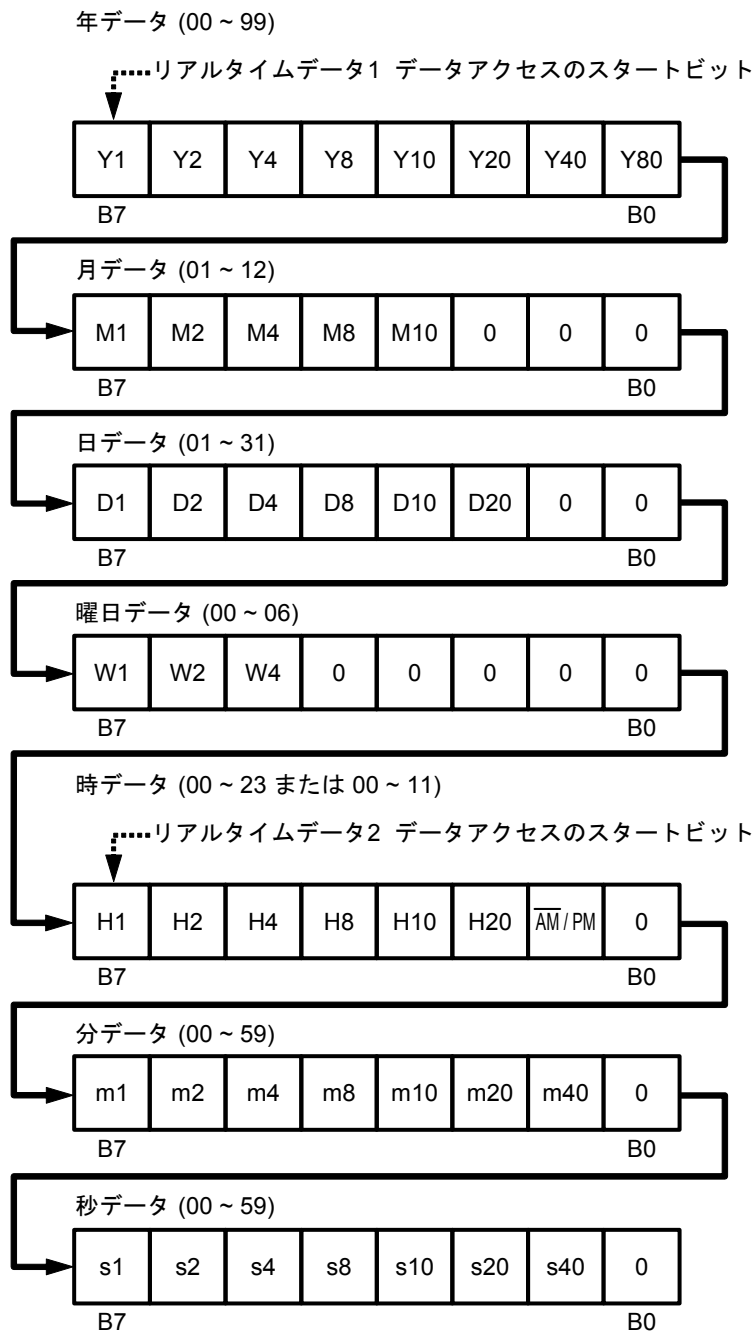 年データ (00 ~ 99)
リアルタイムデータ1 データアクセスのスタートビット
Y1 Y2 Y4 Y8 Y10 Y20 Y40 Y80
B7 B0
月データ (01 ~ 12)
M1 M2 M4 M8 M10 0 0 0
B7 B0
日データ (01 ~ 31)
D1 D2 D4 D8 D10 D20 0 0
B7 B0
曜日データ (00 ~ 06)
W1 W2 W4 0 0 0 0 0
B7 B0
時データ (00 ~ 23 または 00 ~ 11)
リアルタイムデータ2 データアクセスのスタートビット
H1 H2 H4 H8 H10 H20 A̅M̅ / PM 0
B7 B0
分データ (00 ~ 59)
m1 m2 m4 m8 m10 m20 m40 0
B7 B0
秒データ (00 ~ 59)
s1 s2 s4 s8 s10 s20 s40 0
B7 B0